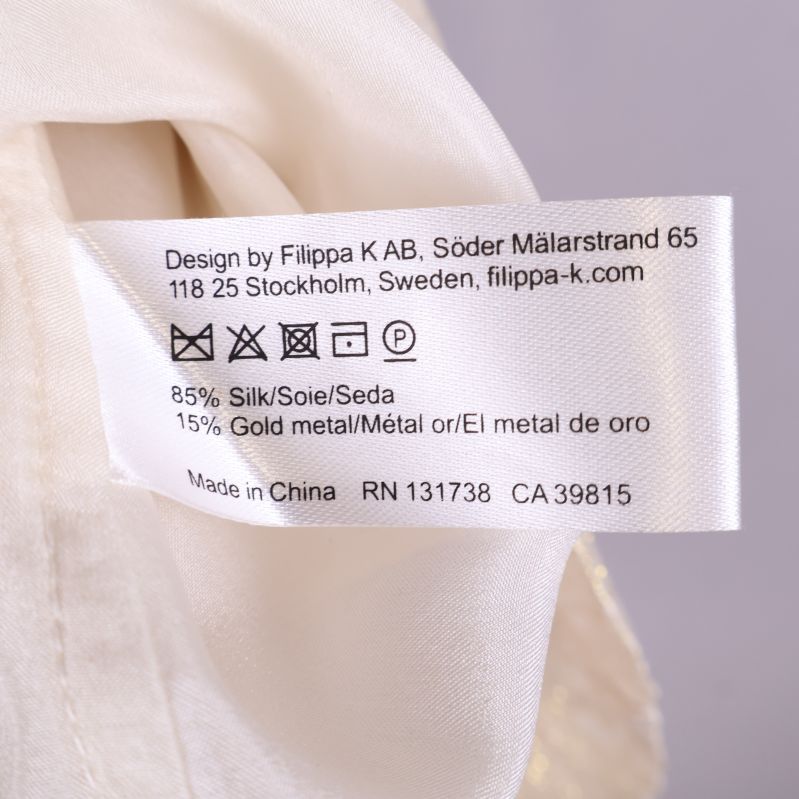 Design by Filippa K AB, Söder Mälarstrand 65
118 25 Stockholm, Sweden, filippa-k.com
P
85% Silk/Soie/Seda
15% Gold metal/Métal or/El metal de oro
Made in China RN 131738 CA 39815